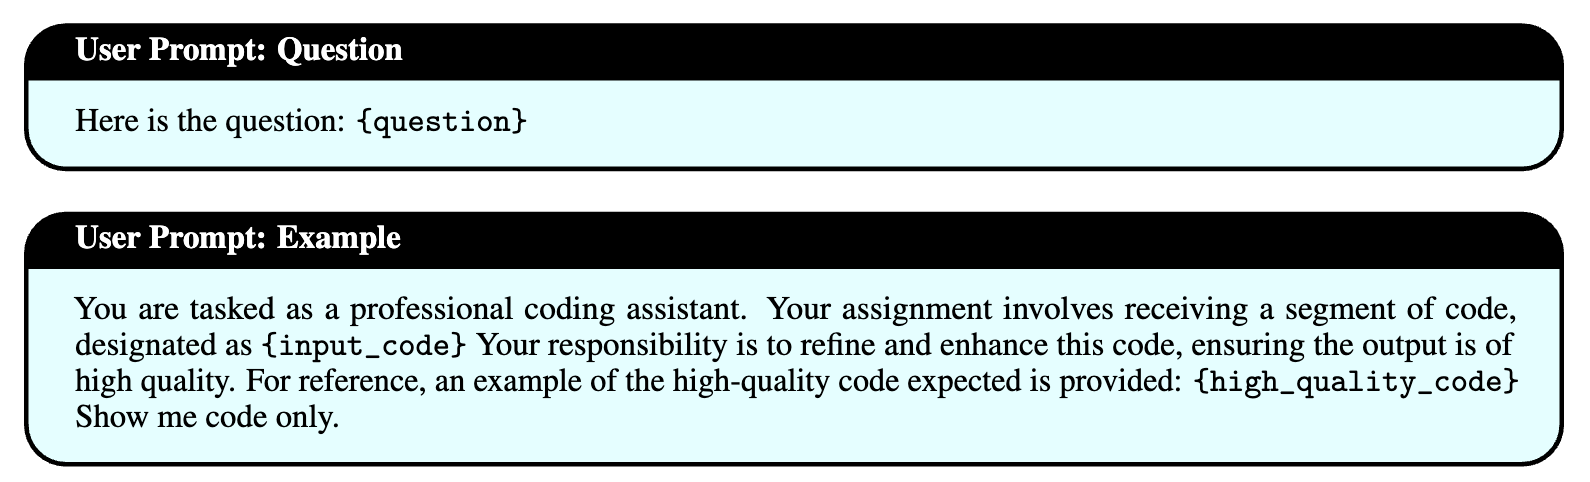 User Prompt: Question
Here is the question: {question}
User Prompt: Example
You are tasked as a professional coding assistant. Your assignment involves receiving a segment of code,
designated as {input_code} Your responsibility is to refine and enhance this code, ensuring the output is of
high quality. For reference, an example of the high-quality code expected is provided: {high_quality_code}
Show me code only.